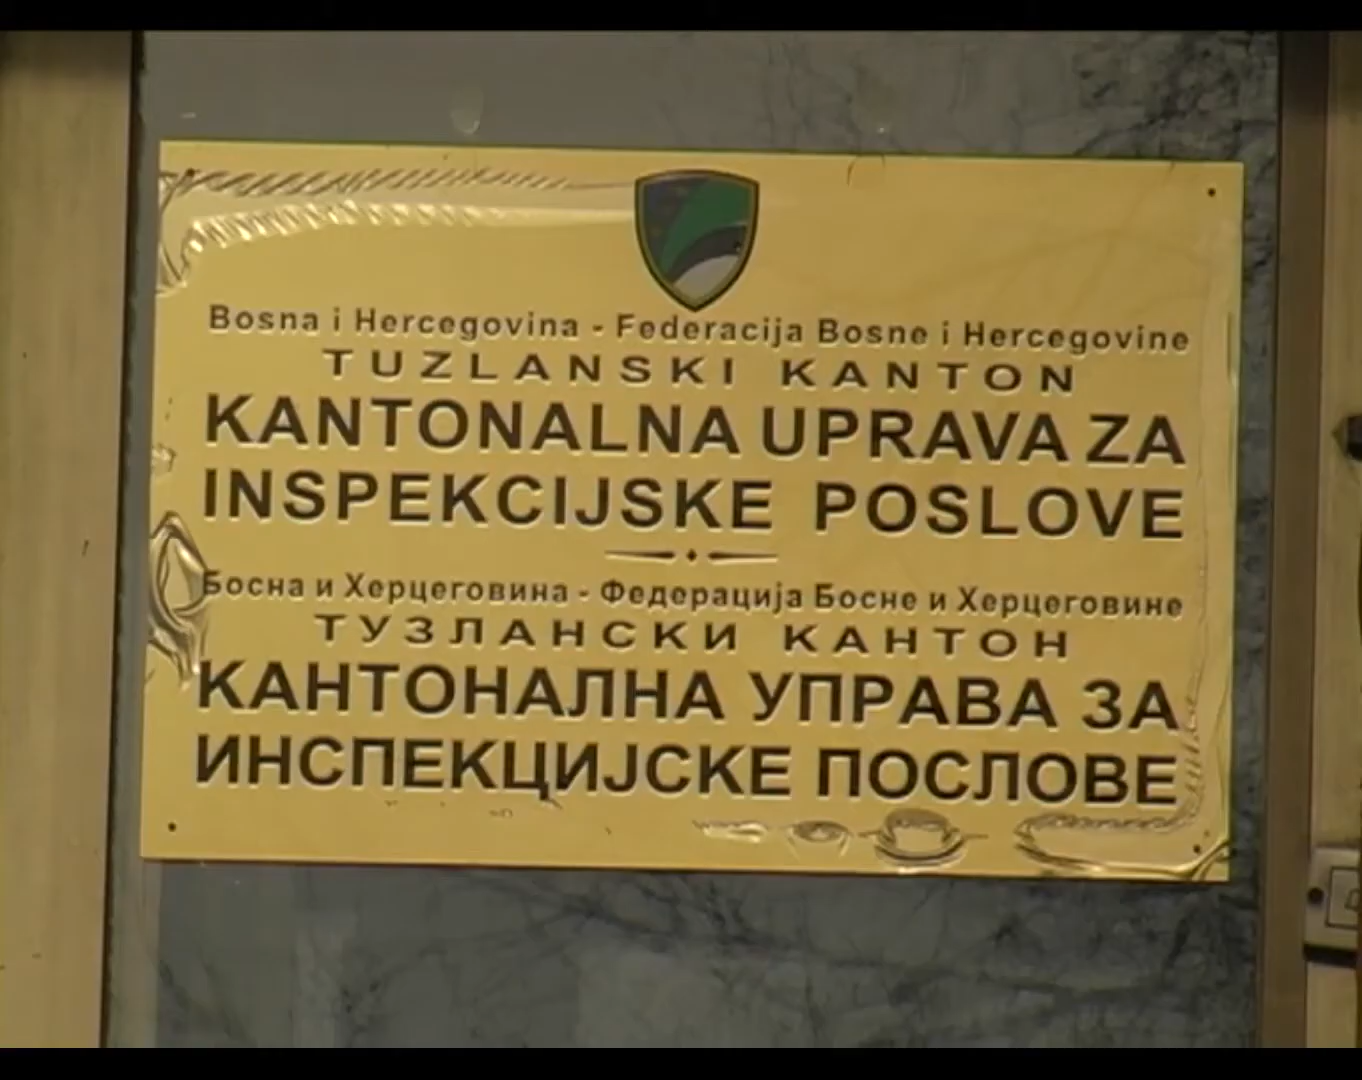 Bosna i Hercegovina - Federacija Bosne i Hercegovine
TUZLANSKI KANTON
KANTONALNA UPRAVA ZA
INSPEKCIJSKE POSLOVE
Босна и Херцеговина - Федерација Босне и Херцеговине
ТУЗЛАНСКИ КАНТОН
КАНТОНАЛНА УПРАВА ЗА
ИНСПЕКЦИЈСКЕ ПОСЛОВЕ